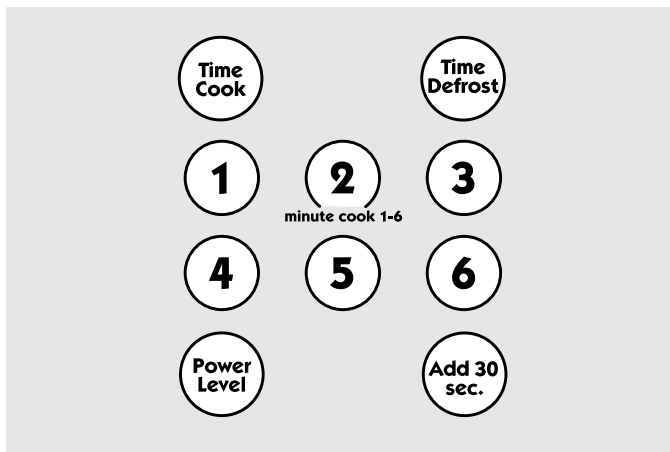 Time
Cook
Time
Defrost
1 2 3
minute cook 1-6
4 5 6
Power
Level
Add 30
sec.